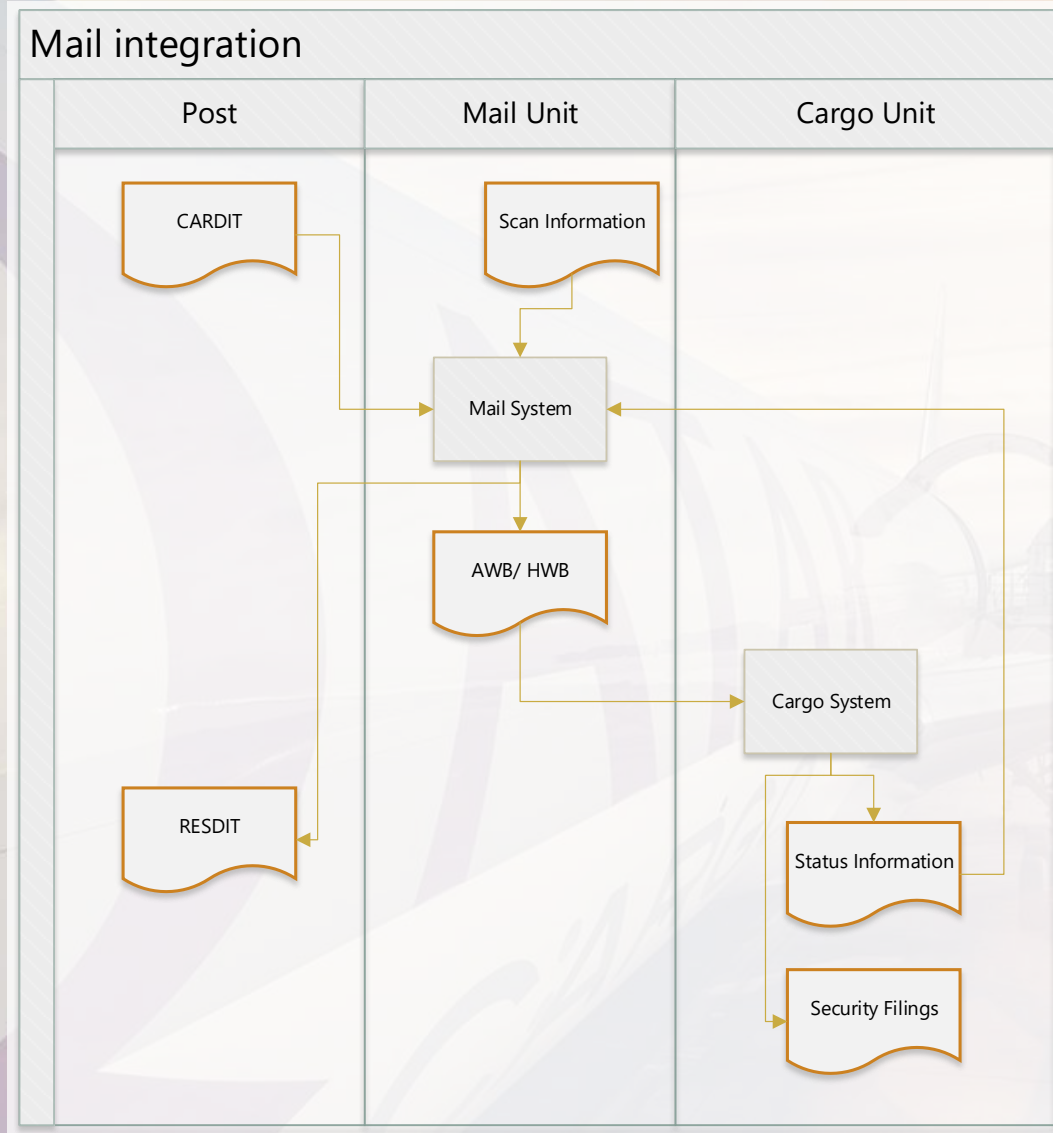 Mail integration
Post
Mail Unit
Cargo Unit
CARDIT
Scan Information
Mail System
AWB/ HWB
Cargo System
RESDIT
Status Information
Security Filings